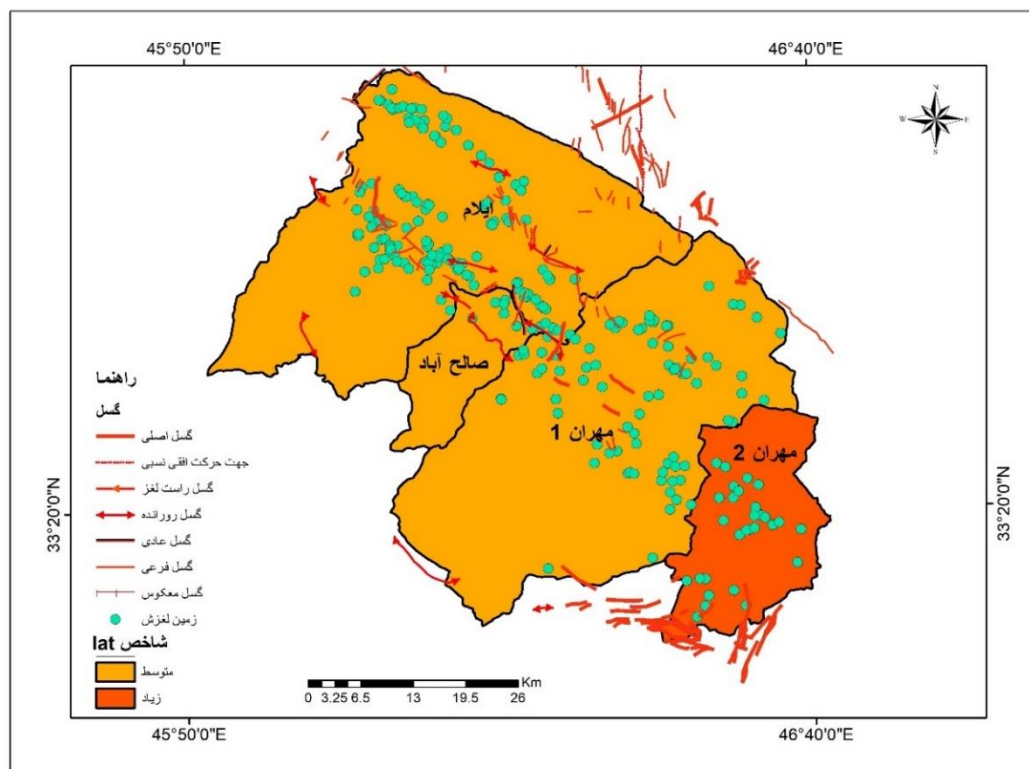 45°50'0"E
46°40'0"E
N
W
E
S
ایلام
صالح آباد
مهران 1
مهران 2
33°20'0"N
33°20'0"N
راهنما
گسل
گسل اصلی
جهت حرکت افقی نسبی
گسل راست لغز
گسل رورانده
گسل عادی
گسل فرعی
گسل معکوس
زمین لغزش
شاخص Iat
متوسط
زیاد
Km
0 3.25 6.5 13 19.5 26
45°50'0"E
46°40'0"E